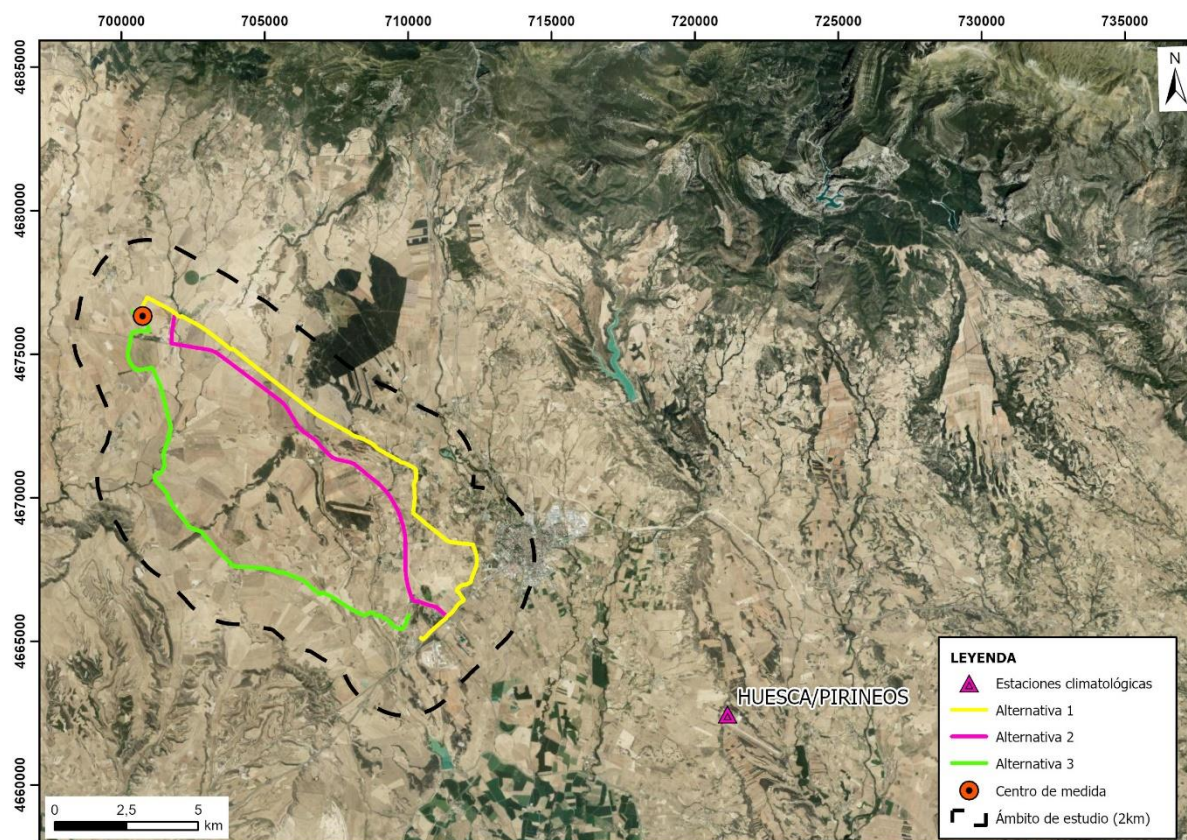 700000 705000 710000 715000 720000 725000 730000 735000
4685000
4680000
4675000
4670000
4665000
4660000
N
HUESCA/PIRINEOS
LEYENDA
Estaciones climatológicas
Alternativa 1
Alternativa 2
Alternativa 3
Centro de medida
Ámbito de estudio (2km)
0 2,5 5
km